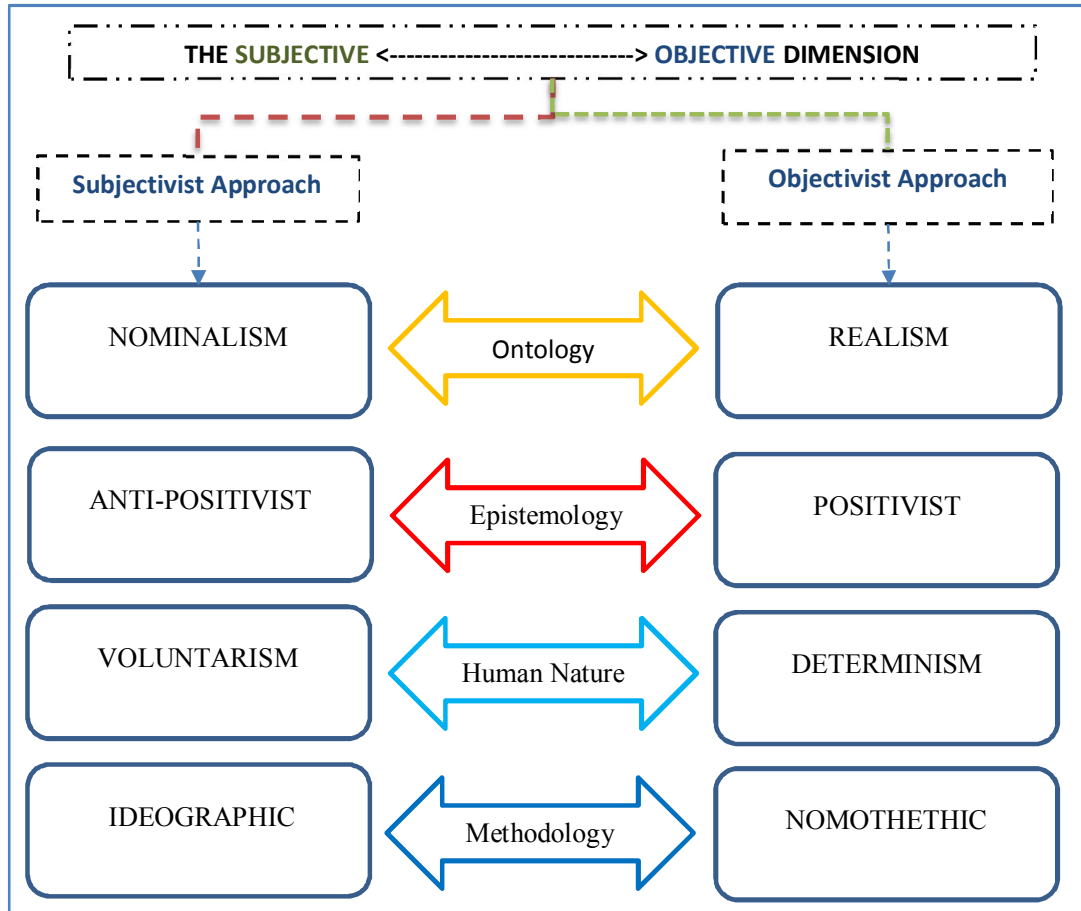 THE SUBJECTIVE <-----------------------------> OBJECTIVE DIMENSION
Subjectivist Approach
Objectivist Approach
NOMINALISM
Ontology
REALISM
ANTI-POSITIVIST
Epistemology
POSITIVIST
VOLUNTARISM
Human Nature
DETERMINISM
IDEOGRAPHIC
Methodology
NOMOTHETHIC